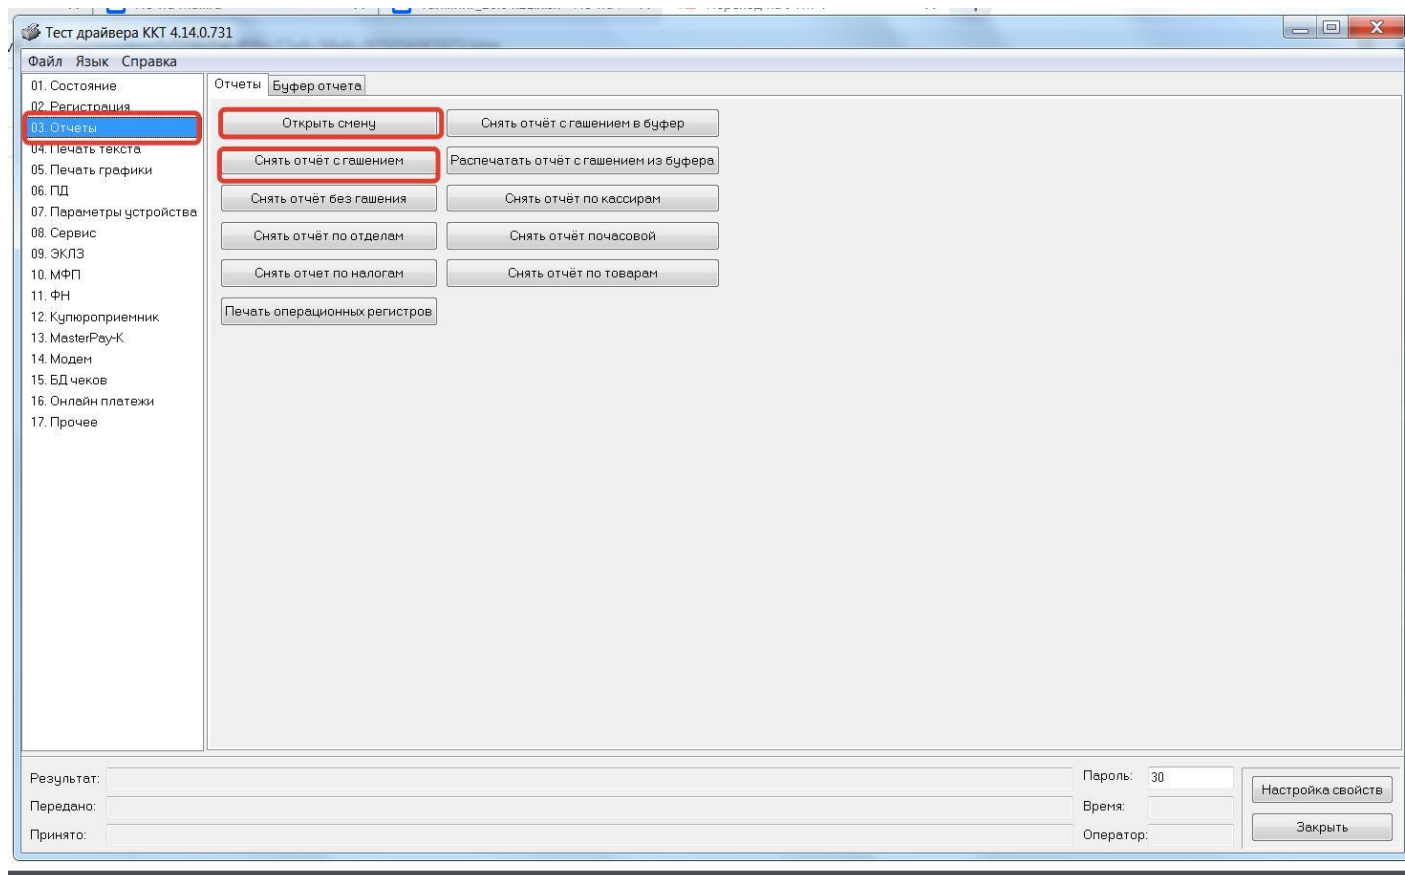 Тест драйвера ККТ 4.14.0.731
Файл Язык Справка
01. Состояние
02. Регистрация
03. Отчеты
04. Печать текста
05. Печать графики
06. ПД
07. Параметры устройства
08. Сервис
09. ЭКЛЗ
10. МФП
11. ФН
12. Купюроприемник
13. MasterPay-K
14. Модем
15. БД чеков
16. Онлайн платежи
17. Прочее
Отчеты Буфер отчета
Открыть смену Снять отчёт с гашением в буфер
Снять отчёт с гашением Распечатать отчёт с гашением из буфера
Снять отчёт без гашения Снять отчёт по кассирам
Снять отчёт по отделам Снять отчёт почасовой
Снять отчет по налогам Снять отчёт по товарам
Печать операционных регистров
Результат: Пароль: 30
Настройка свойств
Передано: Время:
Принято: Оператор: Закрыть